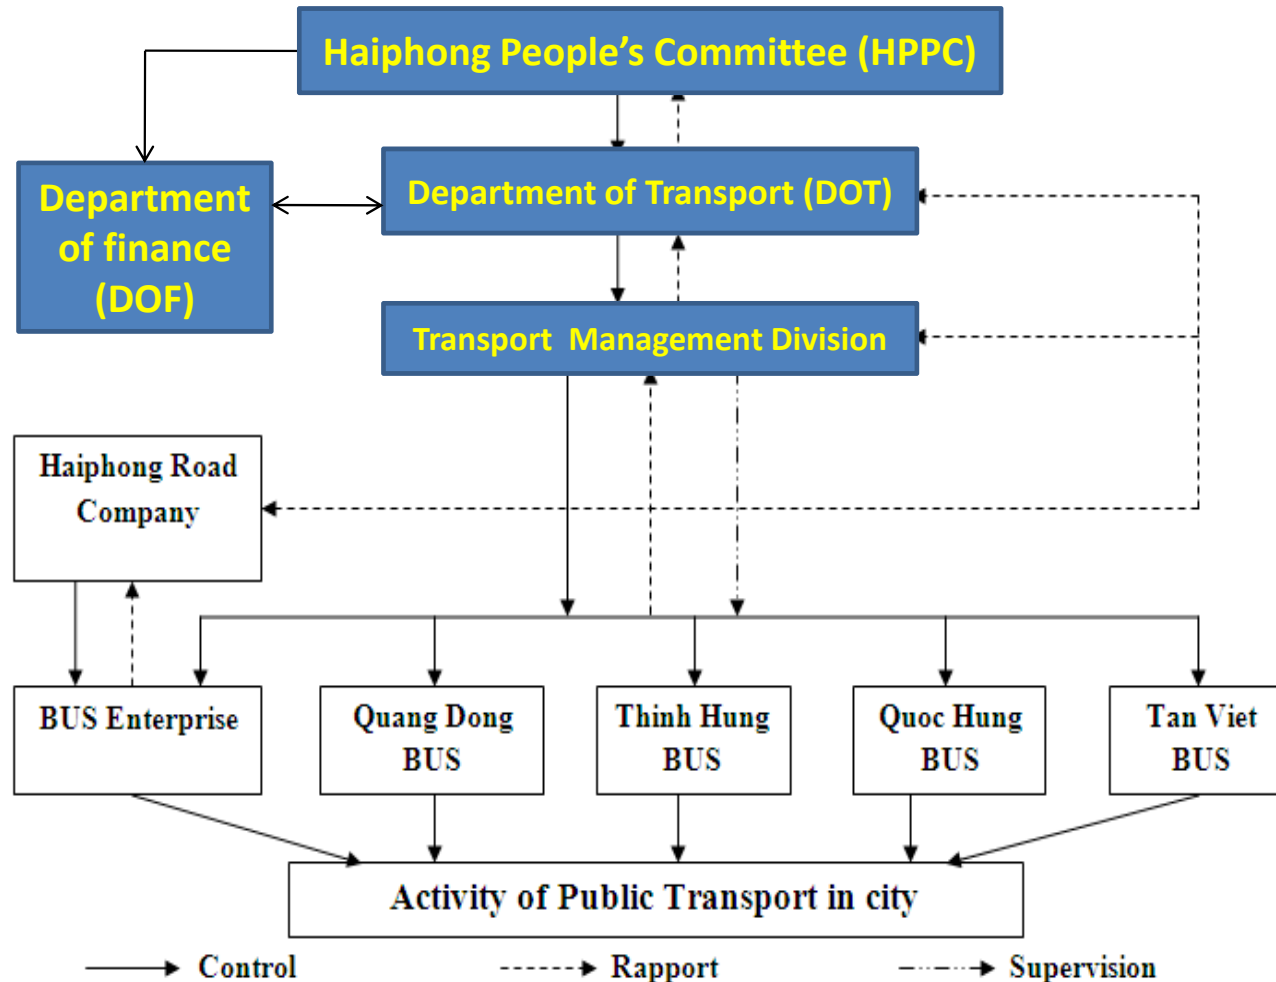 Haiphong People’s Committee (HPPC)
Department
of finance
(DOF)
Department of Transport (DOT)
Transport Management Division
Haiphong Road
Company
BUS Enterprise
Quang Dong
BUS
Thinh Hung
BUS
Quoc Hung
BUS
Tan Viet
BUS
Activity of Public Transport in city
Control
Rapport
Supervision